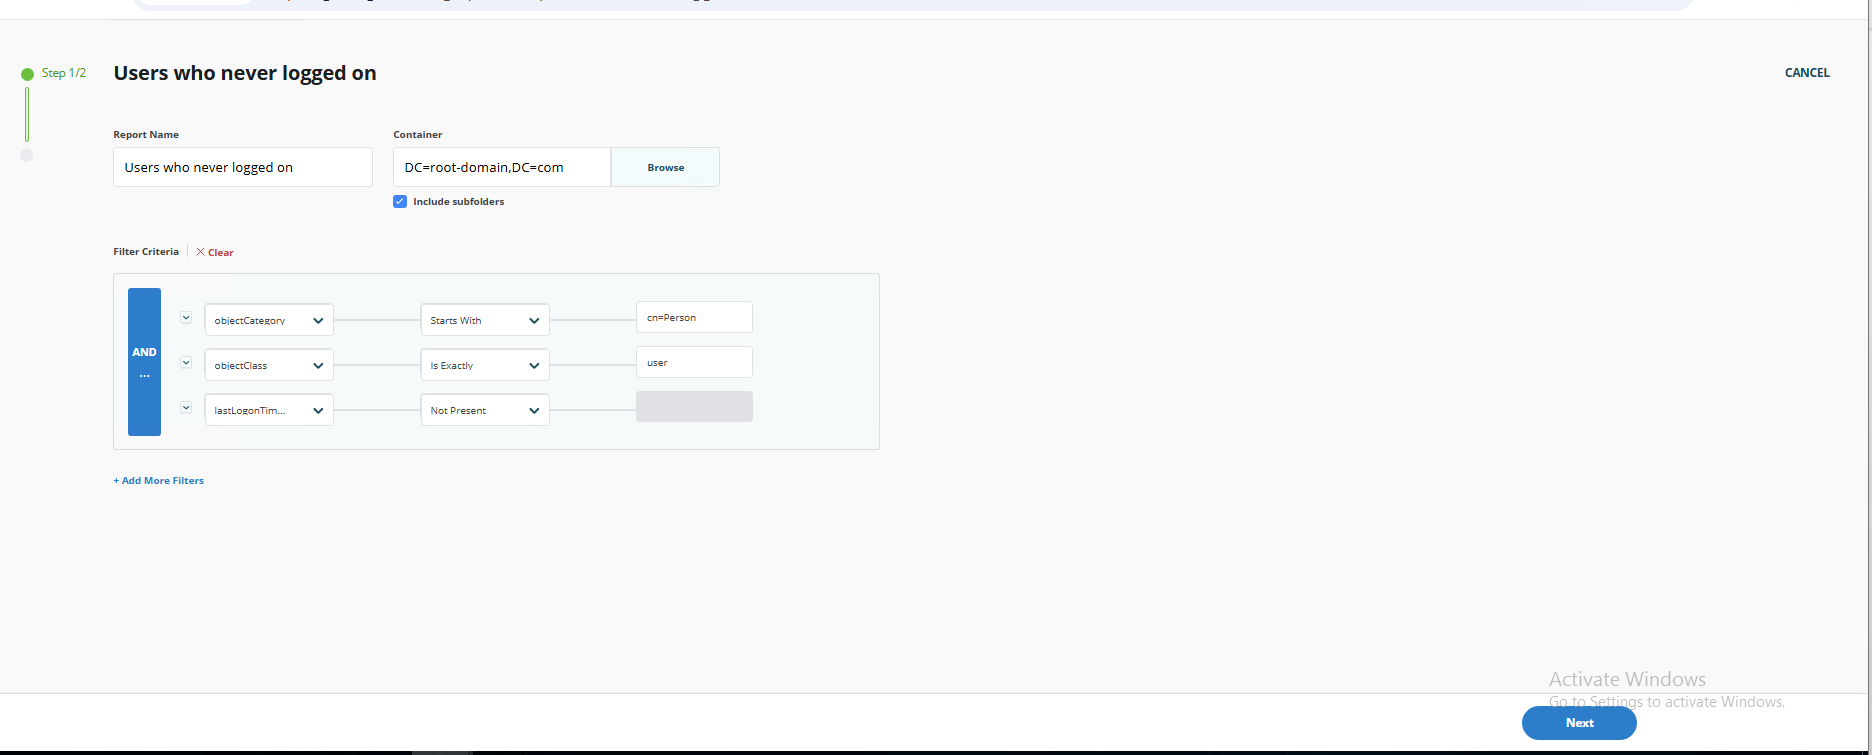 Step 1/2
Users who never logged on
CANCEL
Report Name
Container
Users who never logged on
DC=root-domain,DC=com
Browse
Include subfolders
Filter Criteria
Clear
AND
...
objectCategory
Starts With
cn=Person
objectClass
Is Exactly
user
lastLogonTim...
Not Present
+ Add More Filters
Activate Windows
Go to Settings to activate Windows.
Next